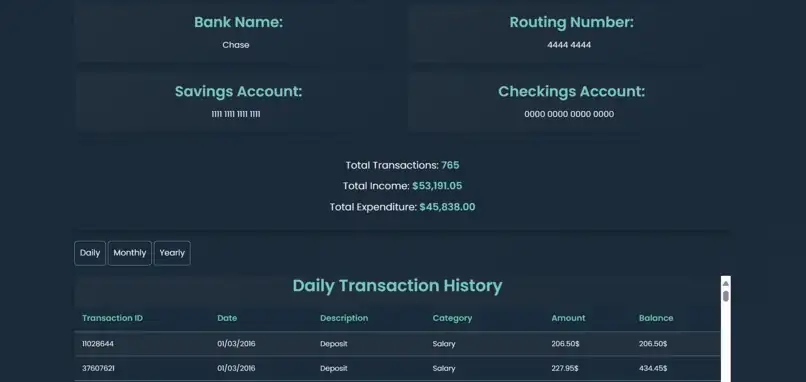 Bank Name: Routing Number:
Chase 4444 4444
Savings Account: Checkings Account:
1111 1111 1111 1111 0000 0000 0000 0000
Total Transactions: 765
Total Income: $53,191.05
Total Expenditure: $45,838.00
Daily Monthly Yearly
Daily Transaction History
Transaction ID Date Description Category Amount Balance
11028644 01/03/2016 Deposit Salary 206.50$ 206.50$
37607621 01/03/2016 Deposit Salary 227.95$ 434.45$